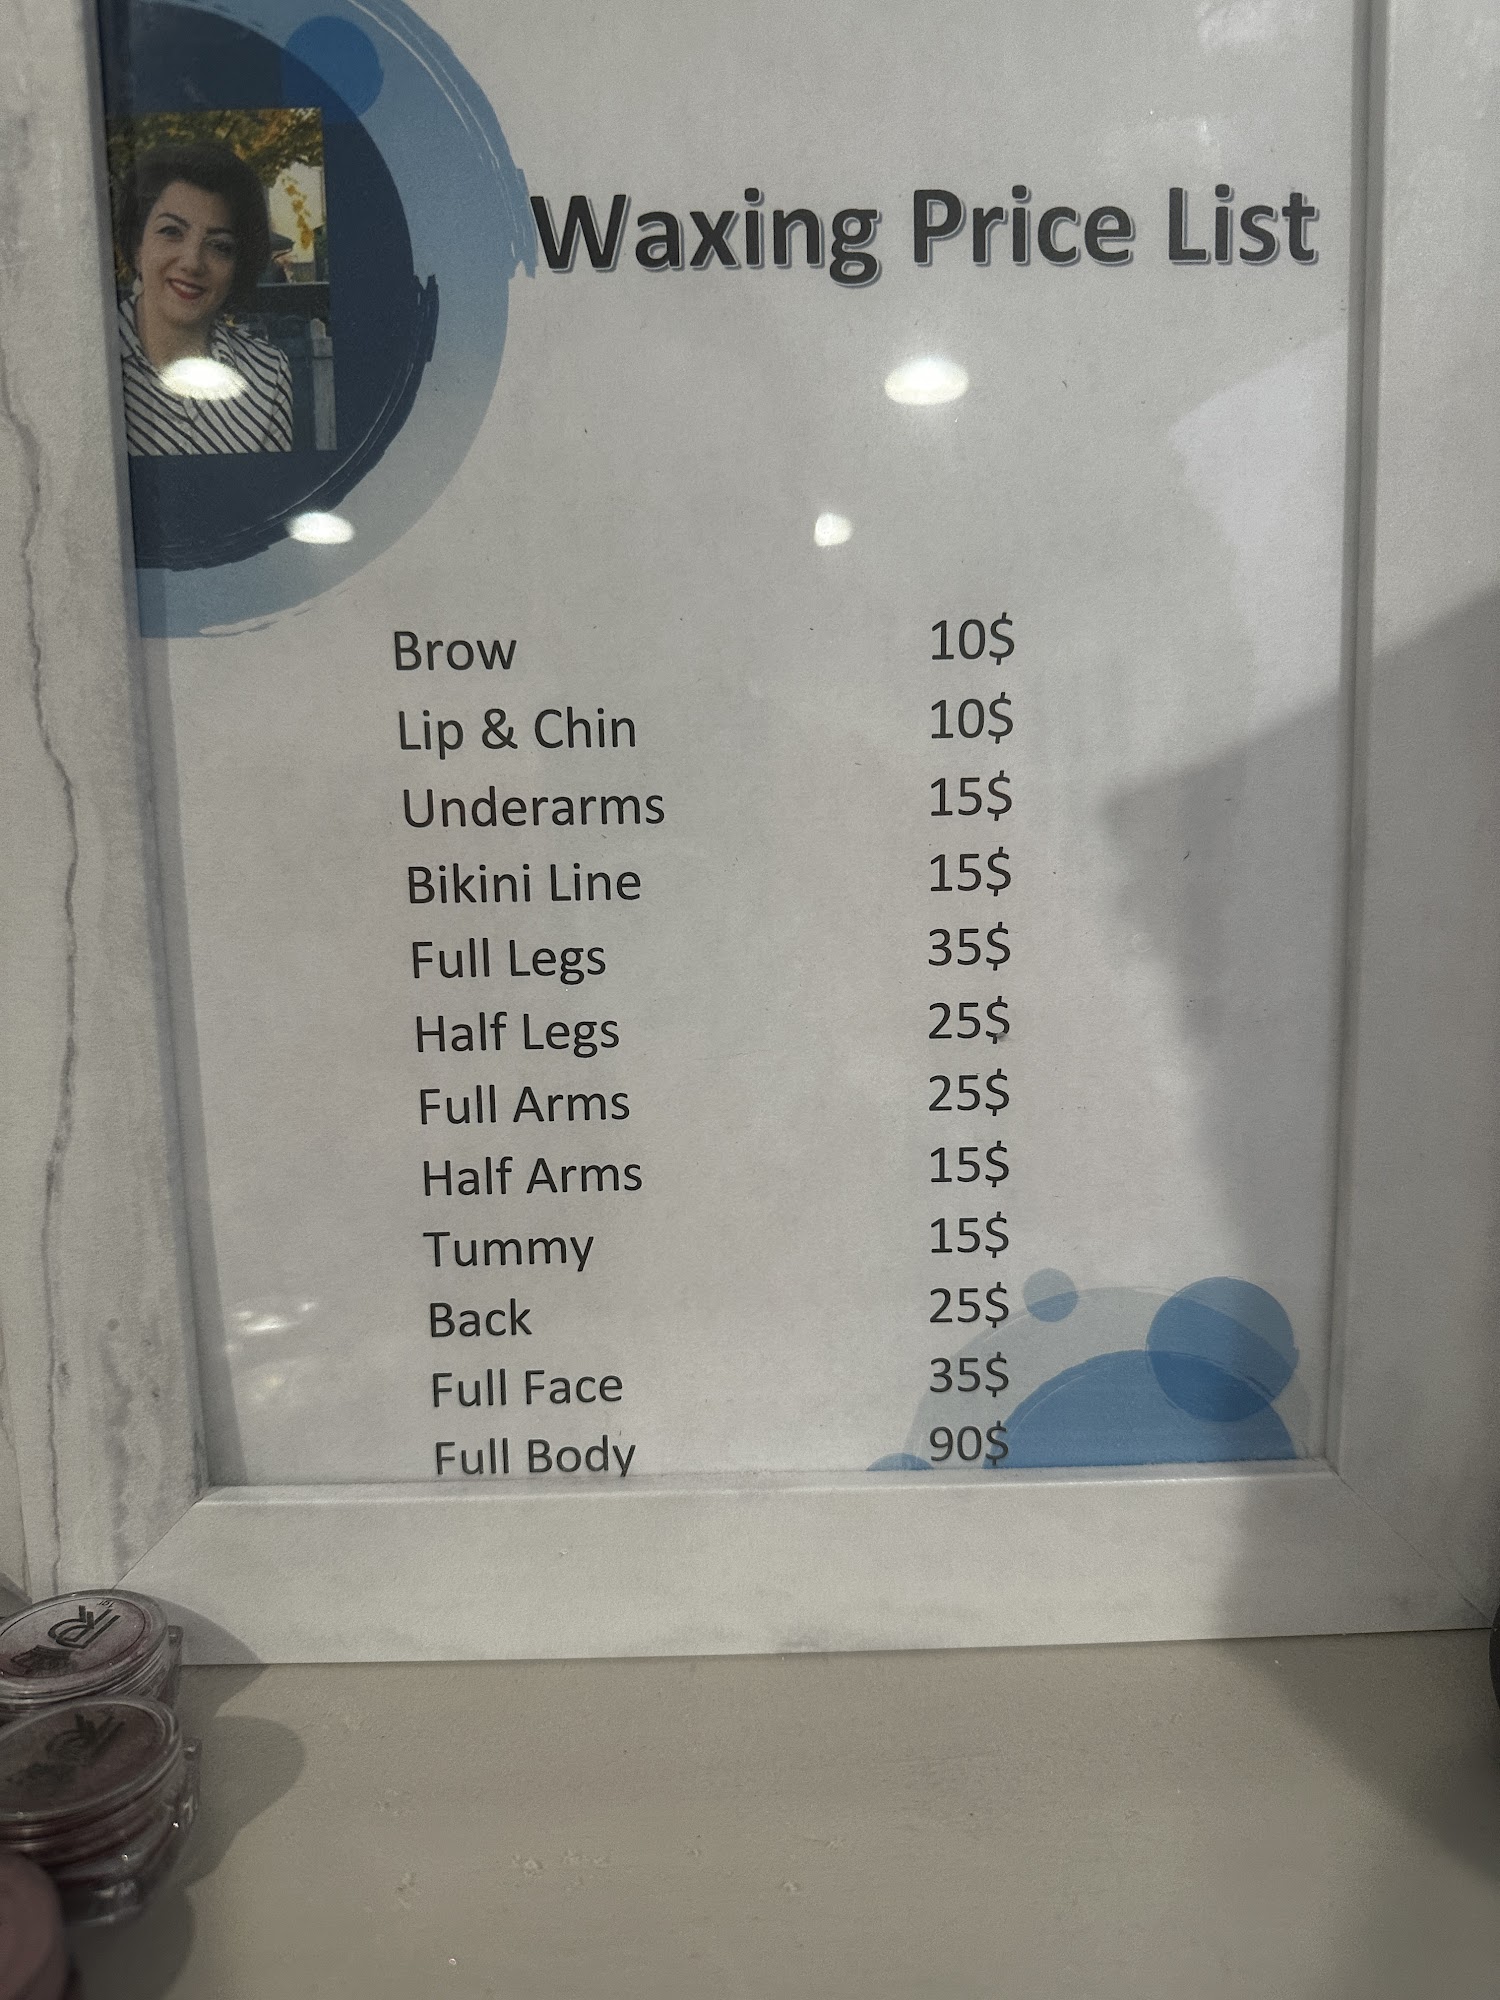 Waxing Price List
Brow 10$
Lip & Chin 10$
Underarms 15$
Bikini Line 15$
Full Legs 35$
Half Legs 25$
Full Arms 25$
Half Arms 15$
Tummy 15$
Back 25$
Full Face 35$
Full Body 90$